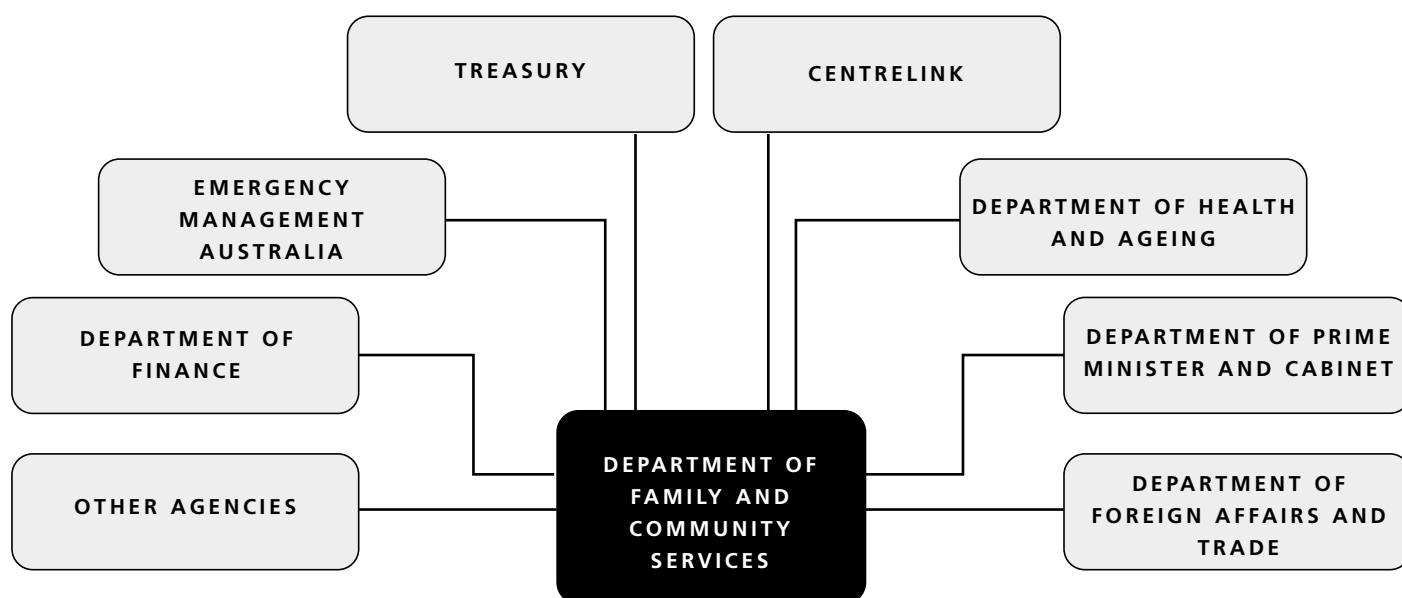 TREASURY
CENTRELINK
EMERGENCY
MANAGEMENT
AUSTRALIA
DEPARTMENT OF HEALTH
AND AGEING
DEPARTMENT OF
FINANCE
DEPARTMENT OF PRIME
MINISTER AND CABINET
OTHER AGENCIES
DEPARTMENT OF
FAMILY AND
COMMUNITY
SERVICES
DEPARTMENT OF
FOREIGN AFFAIRS AND
TRADE